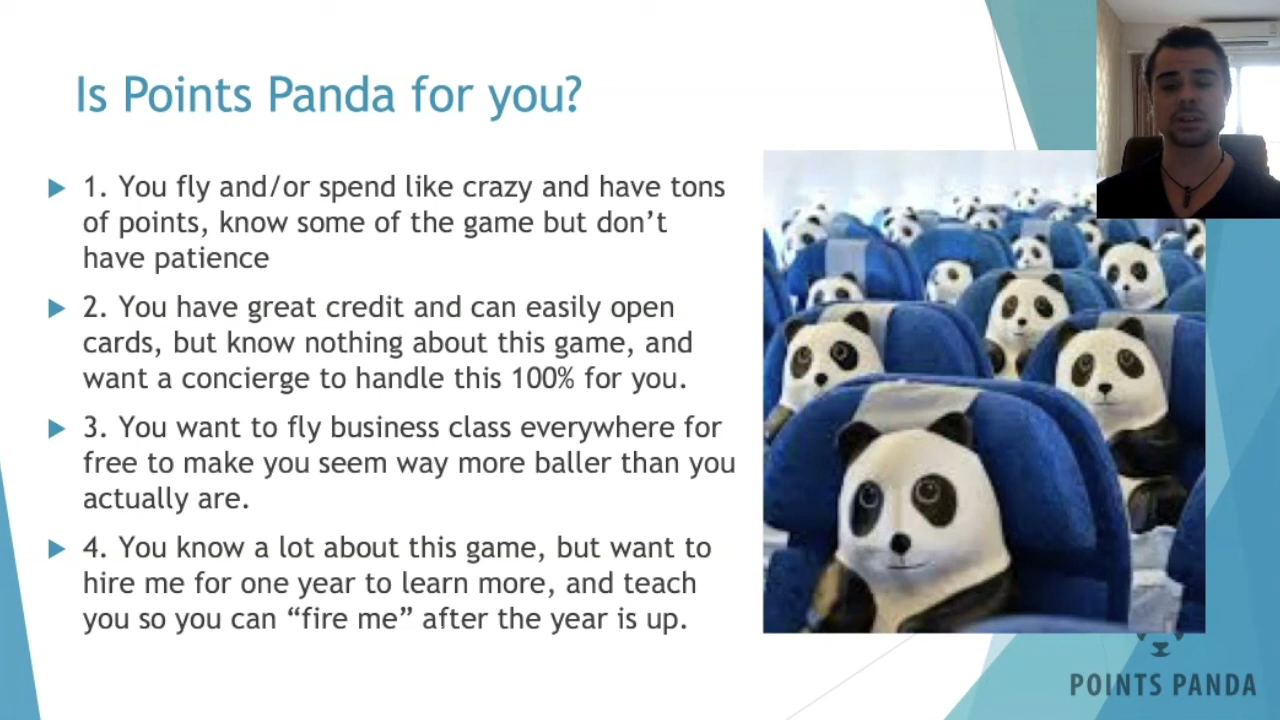 Is Points Panda for you?
1. You fly and/or spend like crazy and have tons
of points, know some of the game but don’t
have patience
2. You have great credit and can easily open
cards, but know nothing about this game, and
want a concierge to handle this 100% for you.
3. You want to fly business class everywhere for
free to make you seem way more baller than you
actually are.
4. You know a lot about this game, but want to
hire me for one year to learn more, and teach
you so you can “fire me” after the year is up.
POINTS PANDA